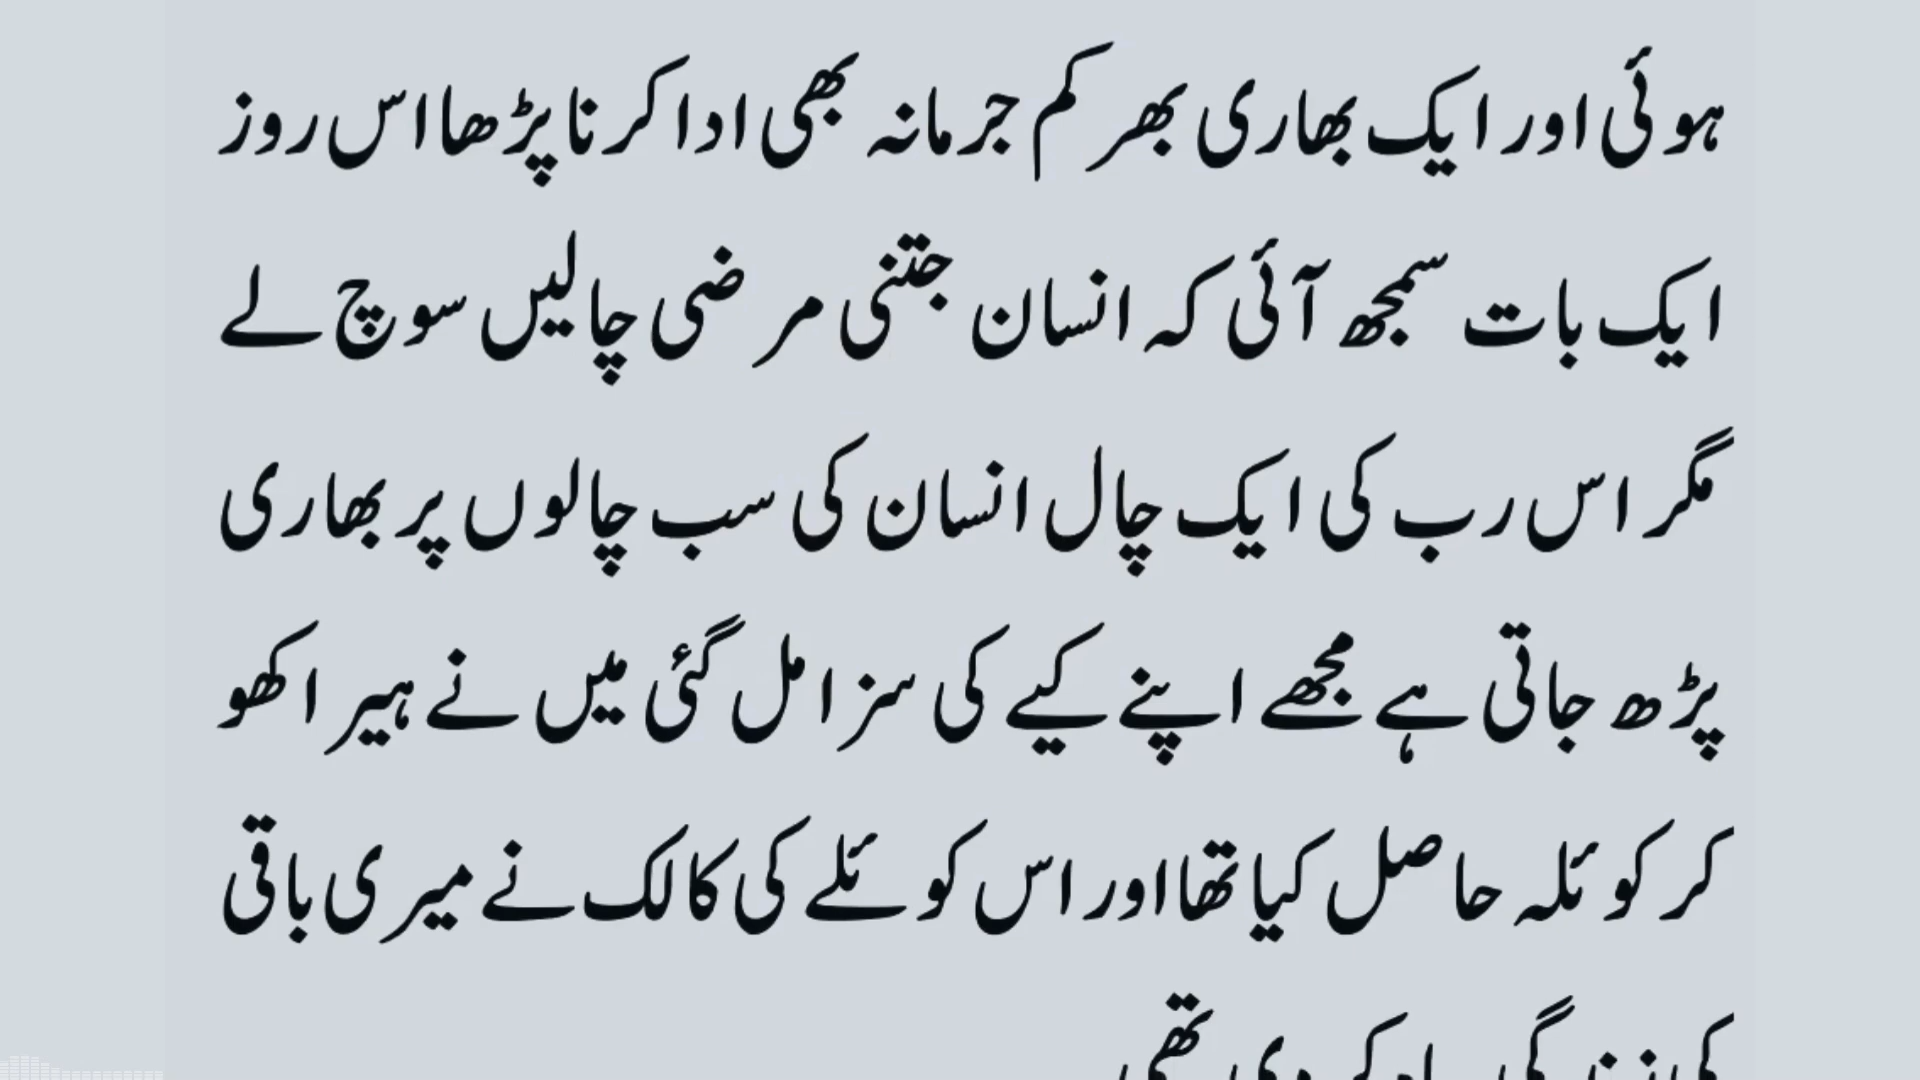 ہوئی اور ایک بھاری بھر کم جرمانہ بھی ادا کرنا پڑھا اس روز
ایک بات سمجھ آئی کہ انسان جتنی مرضی چالیں سوچ لے
مگر اس رب کی ایک چال انسان کی سب چالوں پر بھاری
پڑھ جاتی ہے مجھے اپنے کیے کی سزا مل گئی میں نے ہیرا کھو
کر کوئلہ حاصل کیا تھا اور اس کوئلے کی کالک نے میری باقی
کی زندگی